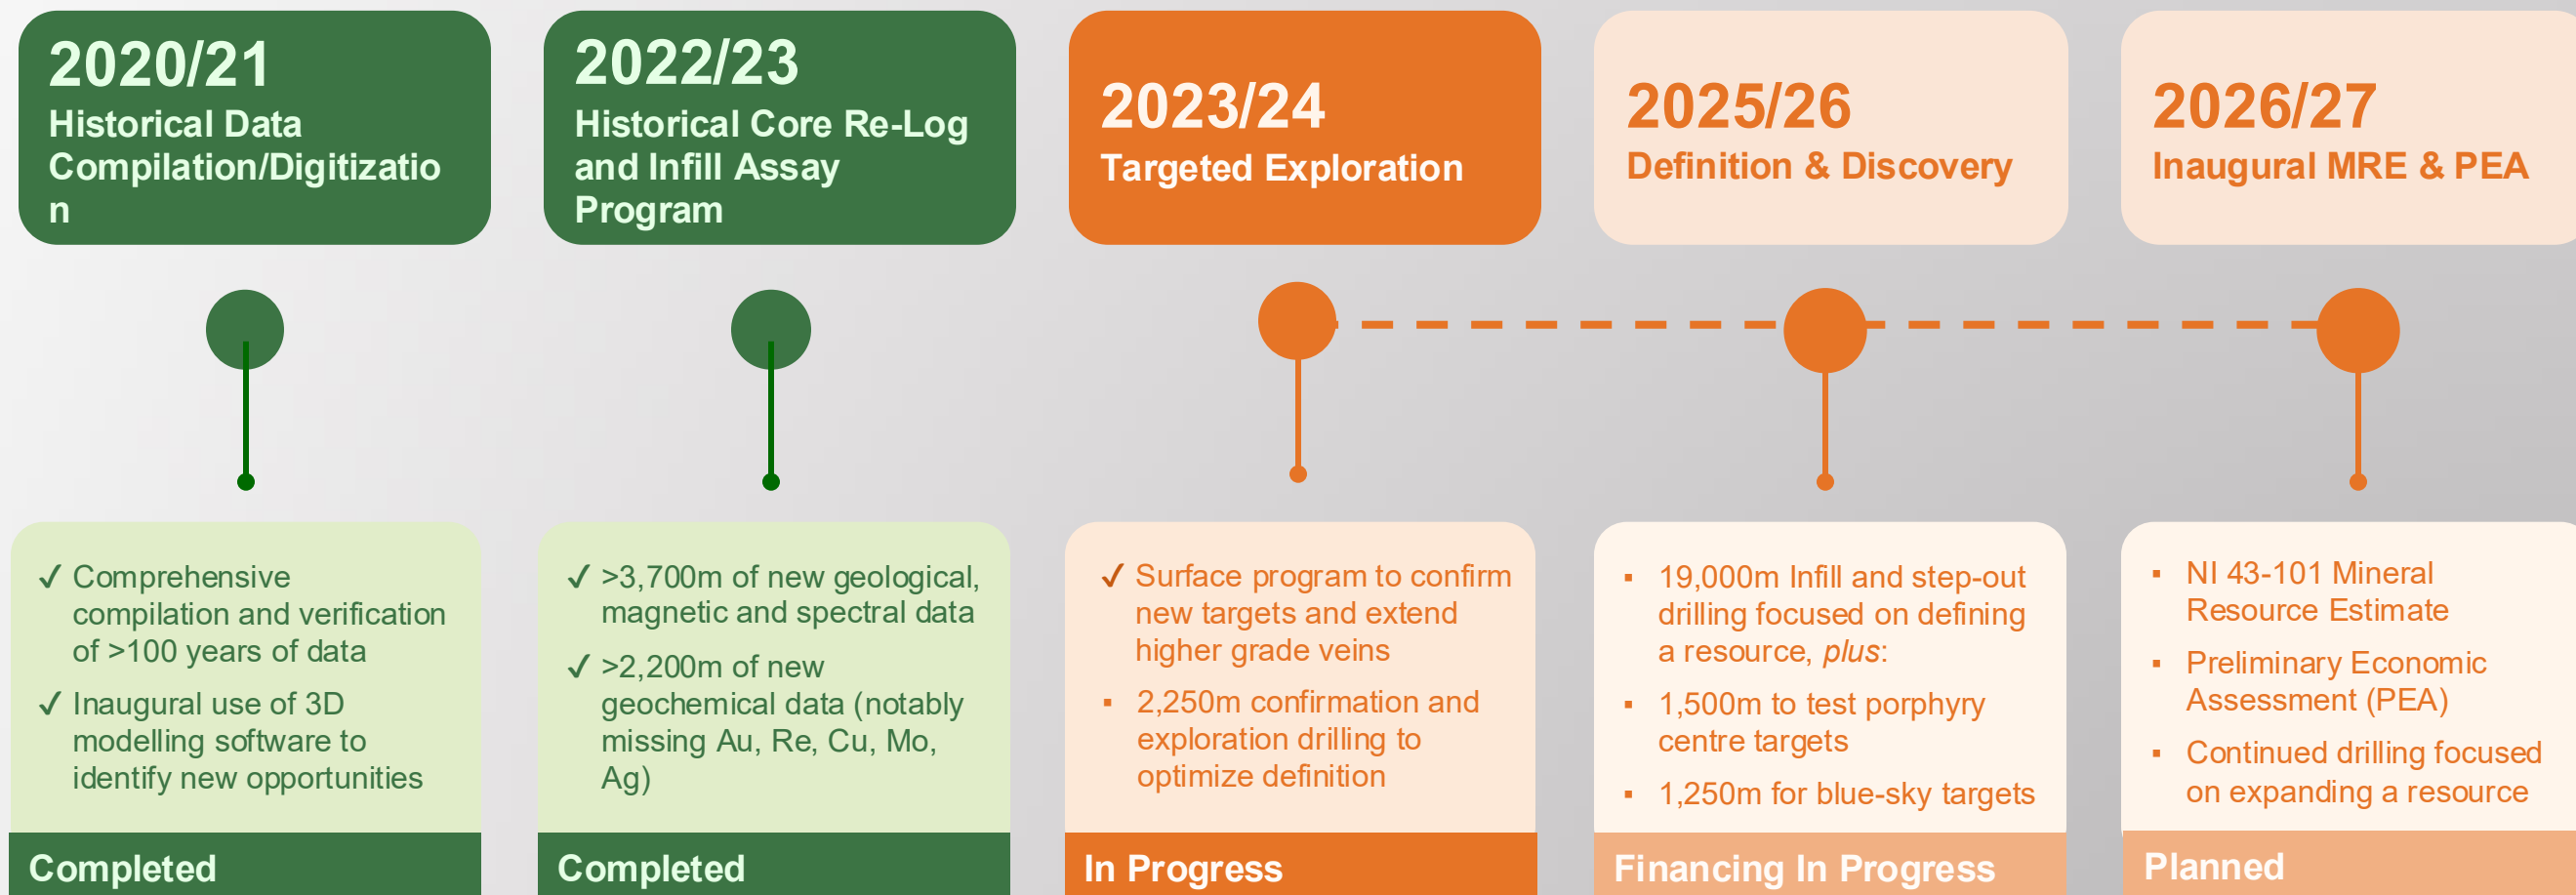 2020/21
Historical Data
Compilation/Digitizatio
n
2022/23
Historical Core Re-Log
and Infill Assay
Program
2023/24
Targeted Exploration
2025/26
Definition & Discovery
2026/27
Inaugural MRE & PEA
✓ Comprehensive
compilation and verification
of >100 years of data
✓ Inaugural use of 3D
modelling software to
identify new opportunities
Completed
✓ >3,700m of new geological,
magnetic and spectral data
✓ >2,200m of new
geochemical data (notably
missing Au, Re, Cu, Mo,
Ag)
Completed
✓ Surface program to confirm
new targets and extend
higher grade veins
▪ 2,250m confirmation and
exploration drilling to
optimize definition
In Progress
▪ 19,000m Infill and step-out
drilling focused on defining
a resource, plus:
▪ 1,500m to test porphyry
centre targets
▪ 1,250m for blue-sky targets
Financing In Progress
▪ NI 43-101 Mineral
Resource Estimate
▪ Preliminary Economic
Assessment (PEA)
▪ Continued drilling focused
on expanding a resource
Planned